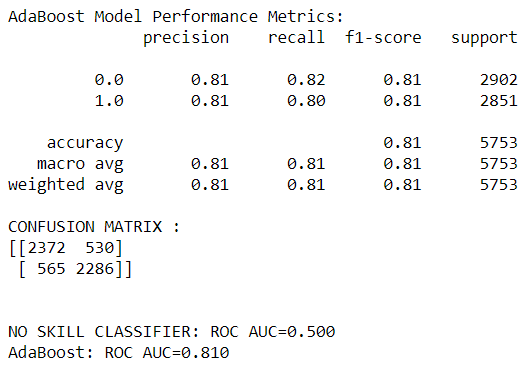 AdaBoost Model Performance Metrics:
precision recall f1-score support
0.0 0.81 0.82 0.81 2902
1.0 0.81 0.80 0.81 2851
accuracy 0.81 5753
macro avg 0.81 0.81 0.81 5753
weighted avg 0.81 0.81 0.81 5753
CONFUSION MATRIX :
[[2372 530]
[ 565 2286]]
NO SKILL CLASSIFIER: ROC AUC=0.500
AdaBoost: ROC AUC=0.810